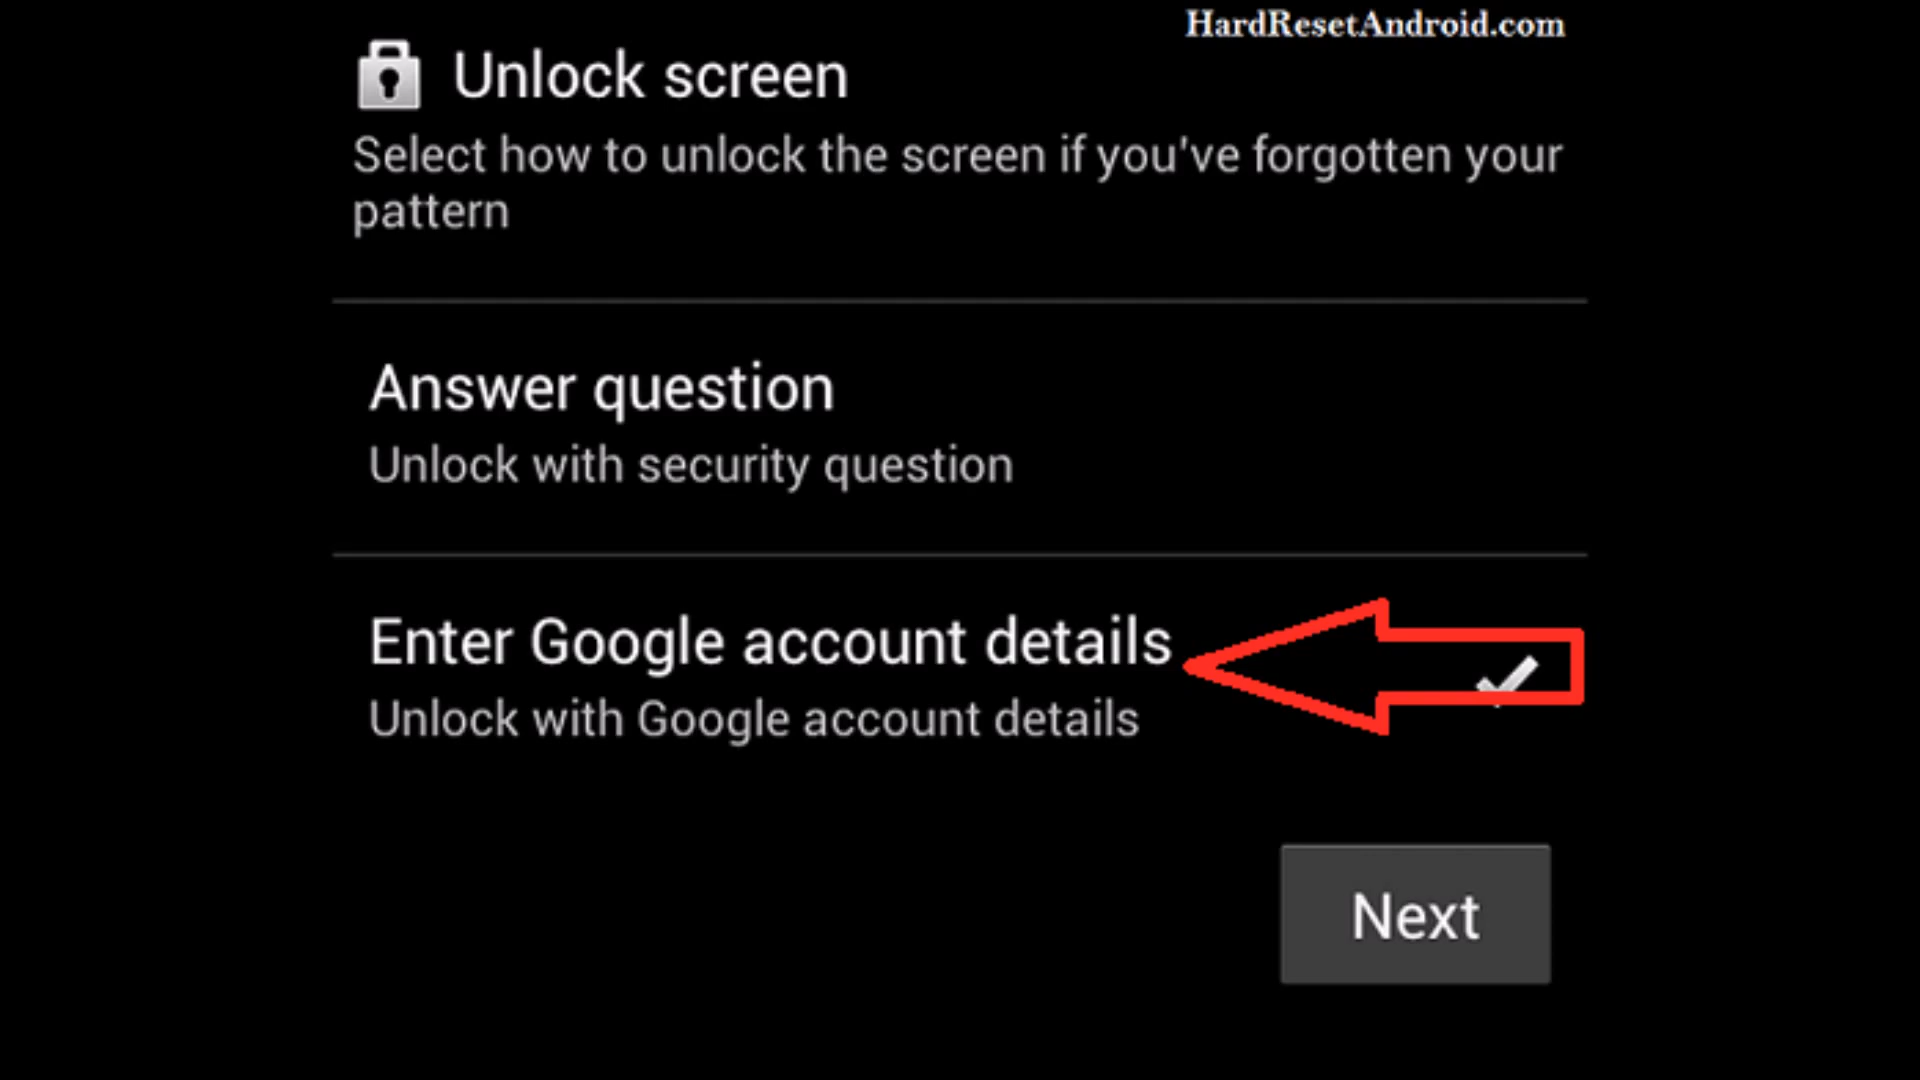 HardResetAndroid.com
Unlock screen
Select how to unlock the screen if you've forgotten your
pattern
Answer question
Unlock with security question
Enter Google account details
Unlock with Google account details
Next